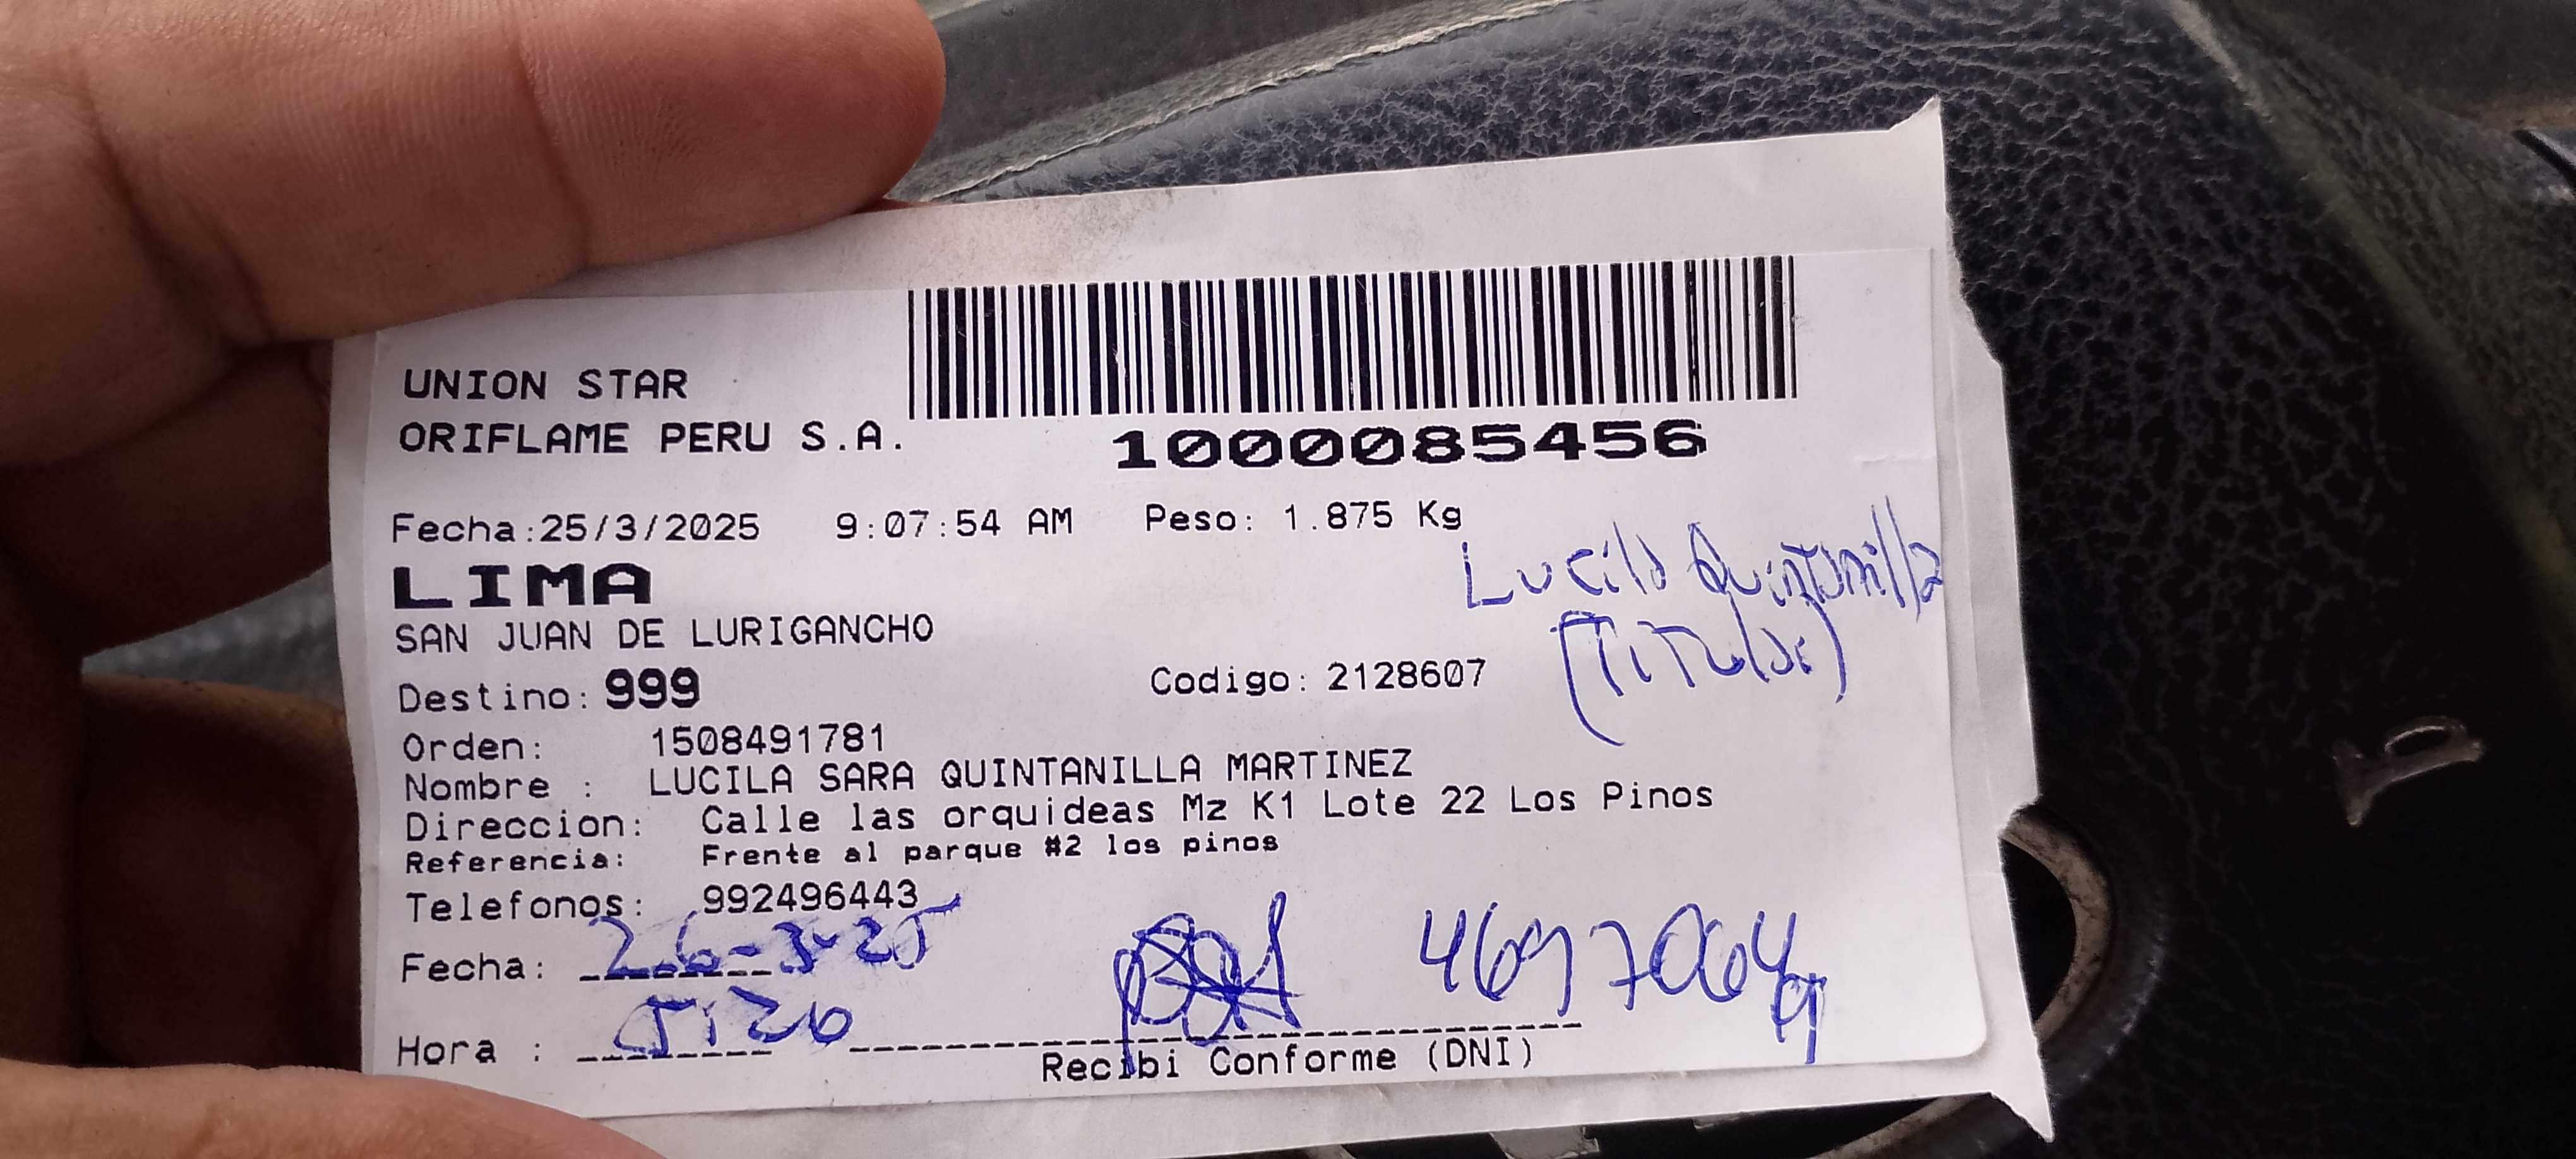 UNION STAR
ORIFLAME PERU S.A.
1000085456
Fecha:25/3/2025 9:07:54 AM Peso: 1.875 Kg
LIMA
SAN JUAN DE LURIGANCHO
Lucila Quintanilla
(Titular)
Destino: 999 Codigo: 2128607
Orden: 1508491781
Nombre : LUCILA SARA QUINTANILLA MARTINEZ
Direccion: Calle las orquideas Mz K1 Lote 22 Los Pinos
Referencia: Frente al parque #2 los pinos
Telefonos: 992496443
Fecha: 26-3-25
Hora : 5:20
Recibi Conforme (DNI)